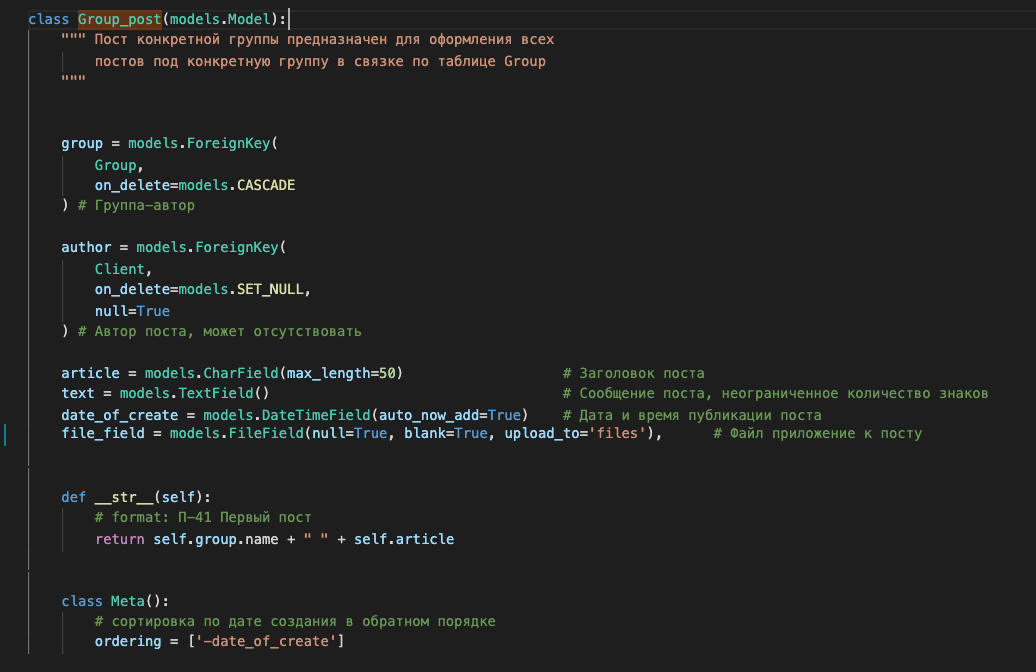 class Group_post(models.Model):
    """ Пост конкретной группы предназначен для оформления всех
        постов под конкретную группу в связке по таблице Group
    """
    group = models.ForeignKey(
        Group,
        on_delete=models.CASCADE
    ) # Группа-автор
    author = models.ForeignKey(
        Client,
        on_delete=models.SET_NULL,
        null=True
    ) # Автор поста, может отсутствовать
    article = models.CharField(max_length=50)                   # Заголовок поста
    text = models.TextField()                                   # Сообщение поста, неограниченное количество знаков
    date_of_create = models.DateTimeField(auto_now_add=True)    # Дата и время публикации поста
    file_field = models.FileField(null=True, blank=True, upload_to='files'),      # Файл приложение к посту
    def __str__(self):
        # format: П-41 Первый пост
        return self.group.name + " " + self.article
    class Meta():
        # сортировка по дате создания в обратном порядке
        ordering = ['-date_of_create']